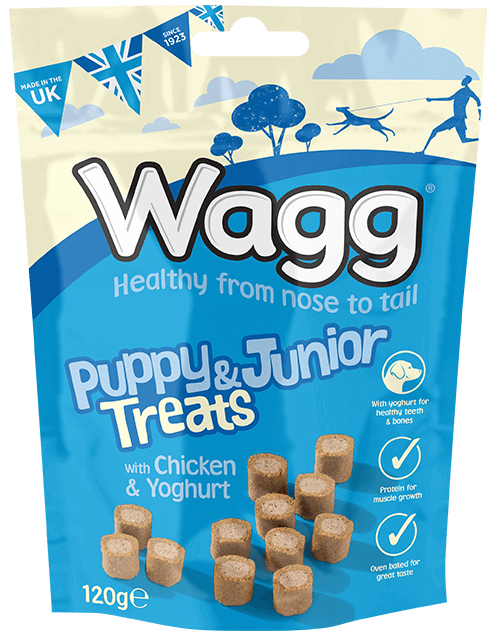 MADE IN THE
UK
SINCE
1923
Wagg®
Healthy from nose to tail
Puppy & Junior
Treats
with Chicken
& Yoghurt
With yoghurt for
healthy teeth
& bones
Protein for
muscle growth
Oven baked for
great taste
120g℮